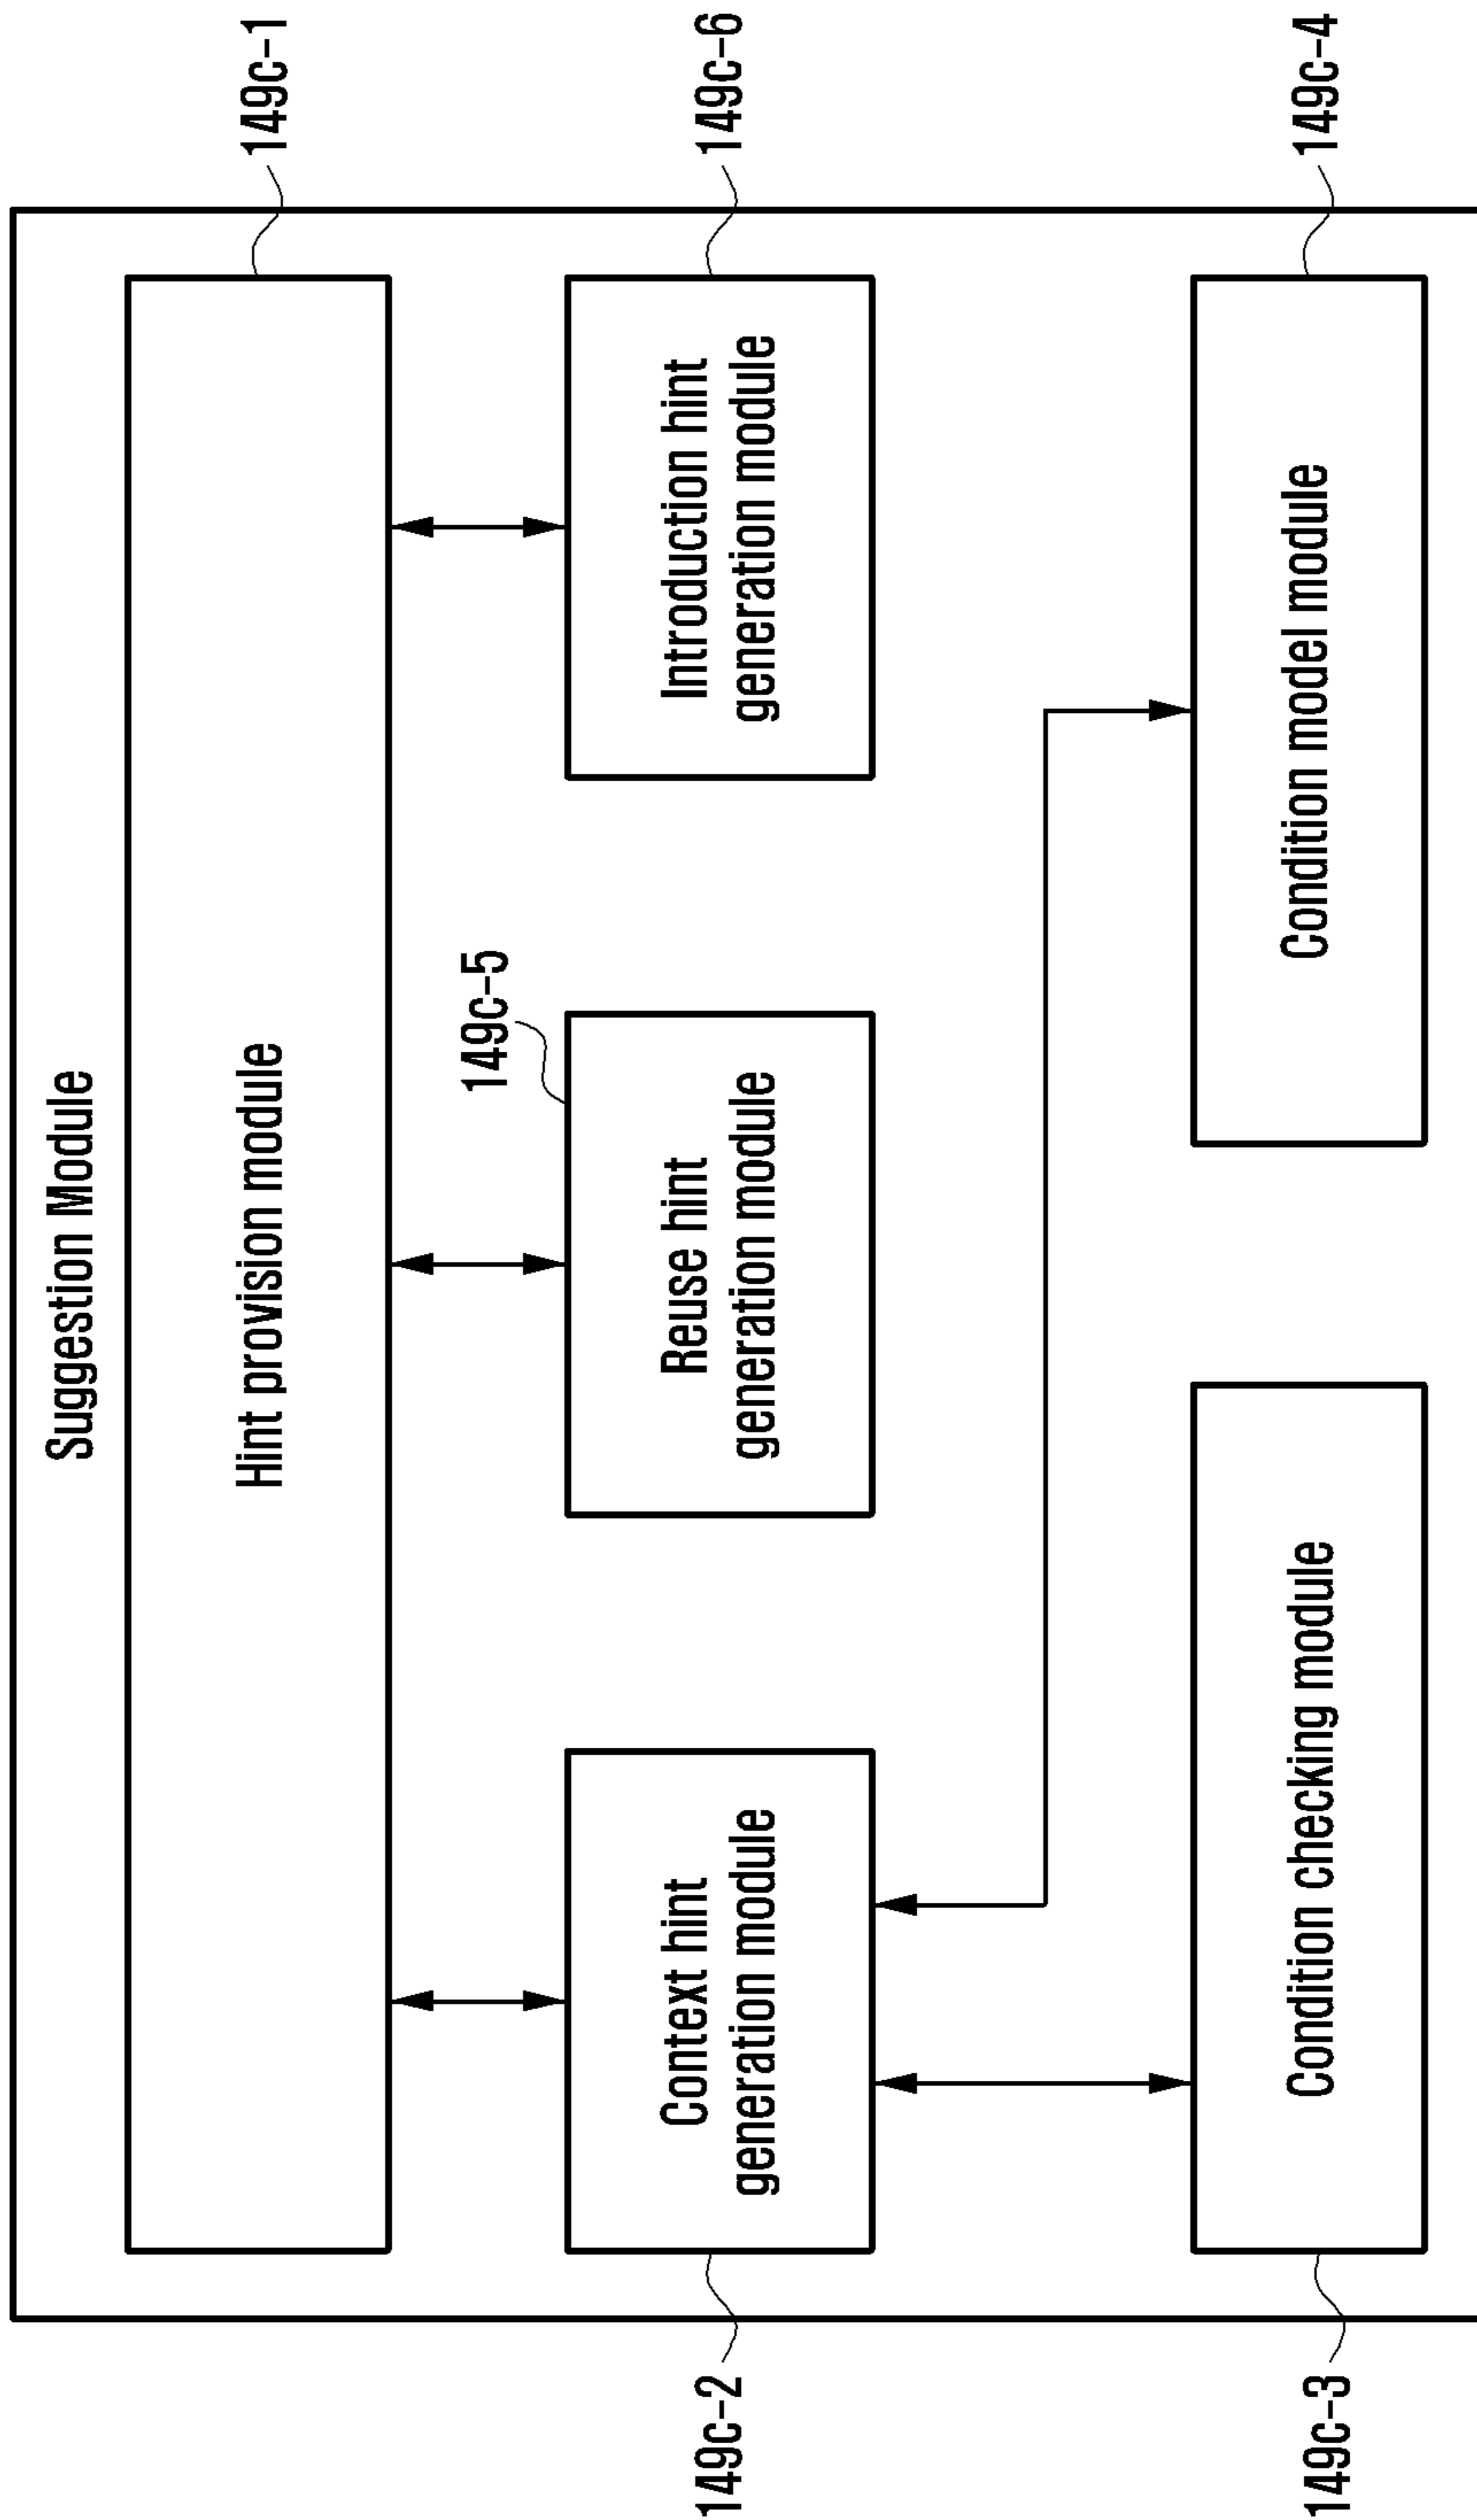 Suggestion Module
Hint provision module
149c-1
149c-5
149c-2
Context hint
generation module
Reuse hint
generation module
Introduction hint
generation module
149c-6
149c-3
Condition checking module
Condition model module
149c-4